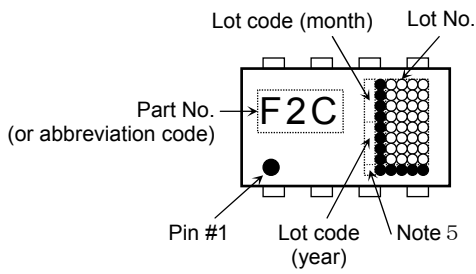 Lot code (month)
Lot No.
Part No.
(or abbreviation code)
F2C
Pin #1
Lot code
(year)
Note 5